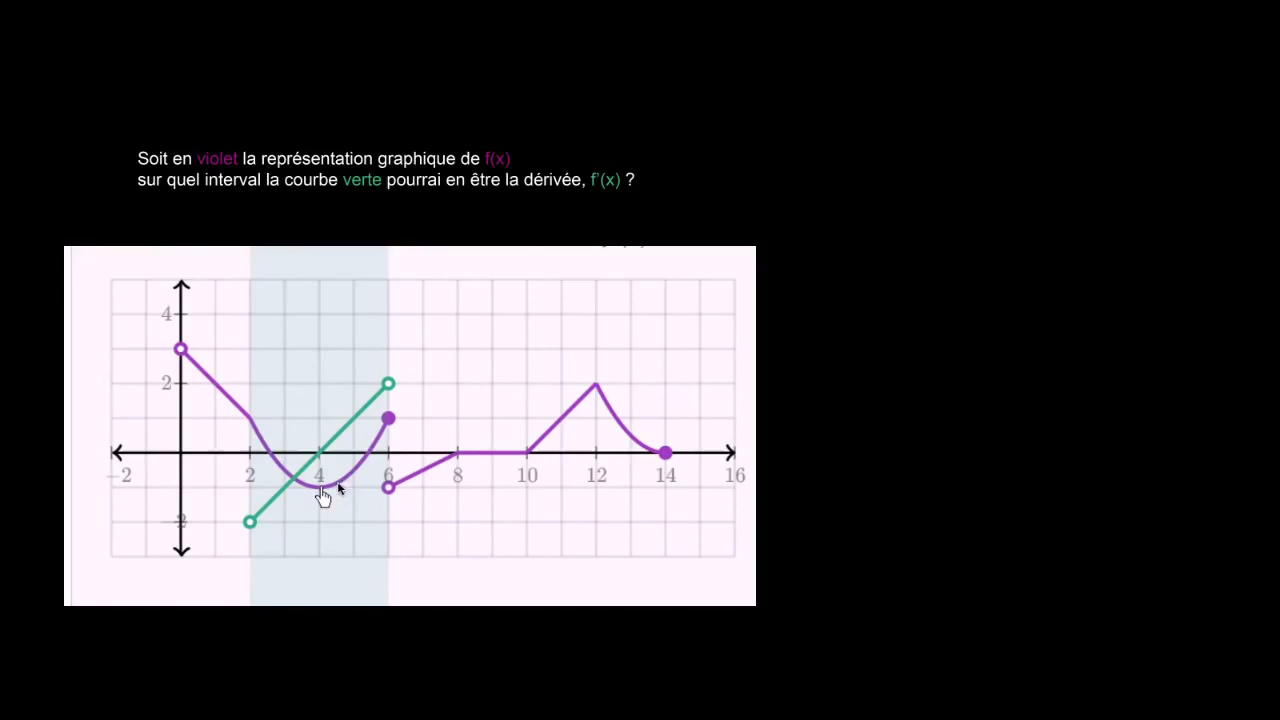 Soit en violet la représentation graphique de f(x)
sur quel interval la courbe verte pourrai en être la dérivée, f'(x) ?
4
2
-2 2 4 6 8 10 12 14 16
-2